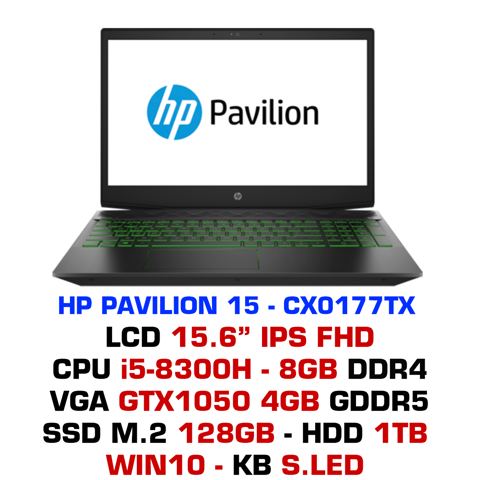 hp Pavilion
hp
HP PAVILION 15 - CX0177TX
LCD 15.6” IPS FHD
CPU i5-8300H - 8GB DDR4
VGA GTX1050 4GB GDDR5
SSD M.2 128GB - HDD 1TB
WIN10 - KB S.LED